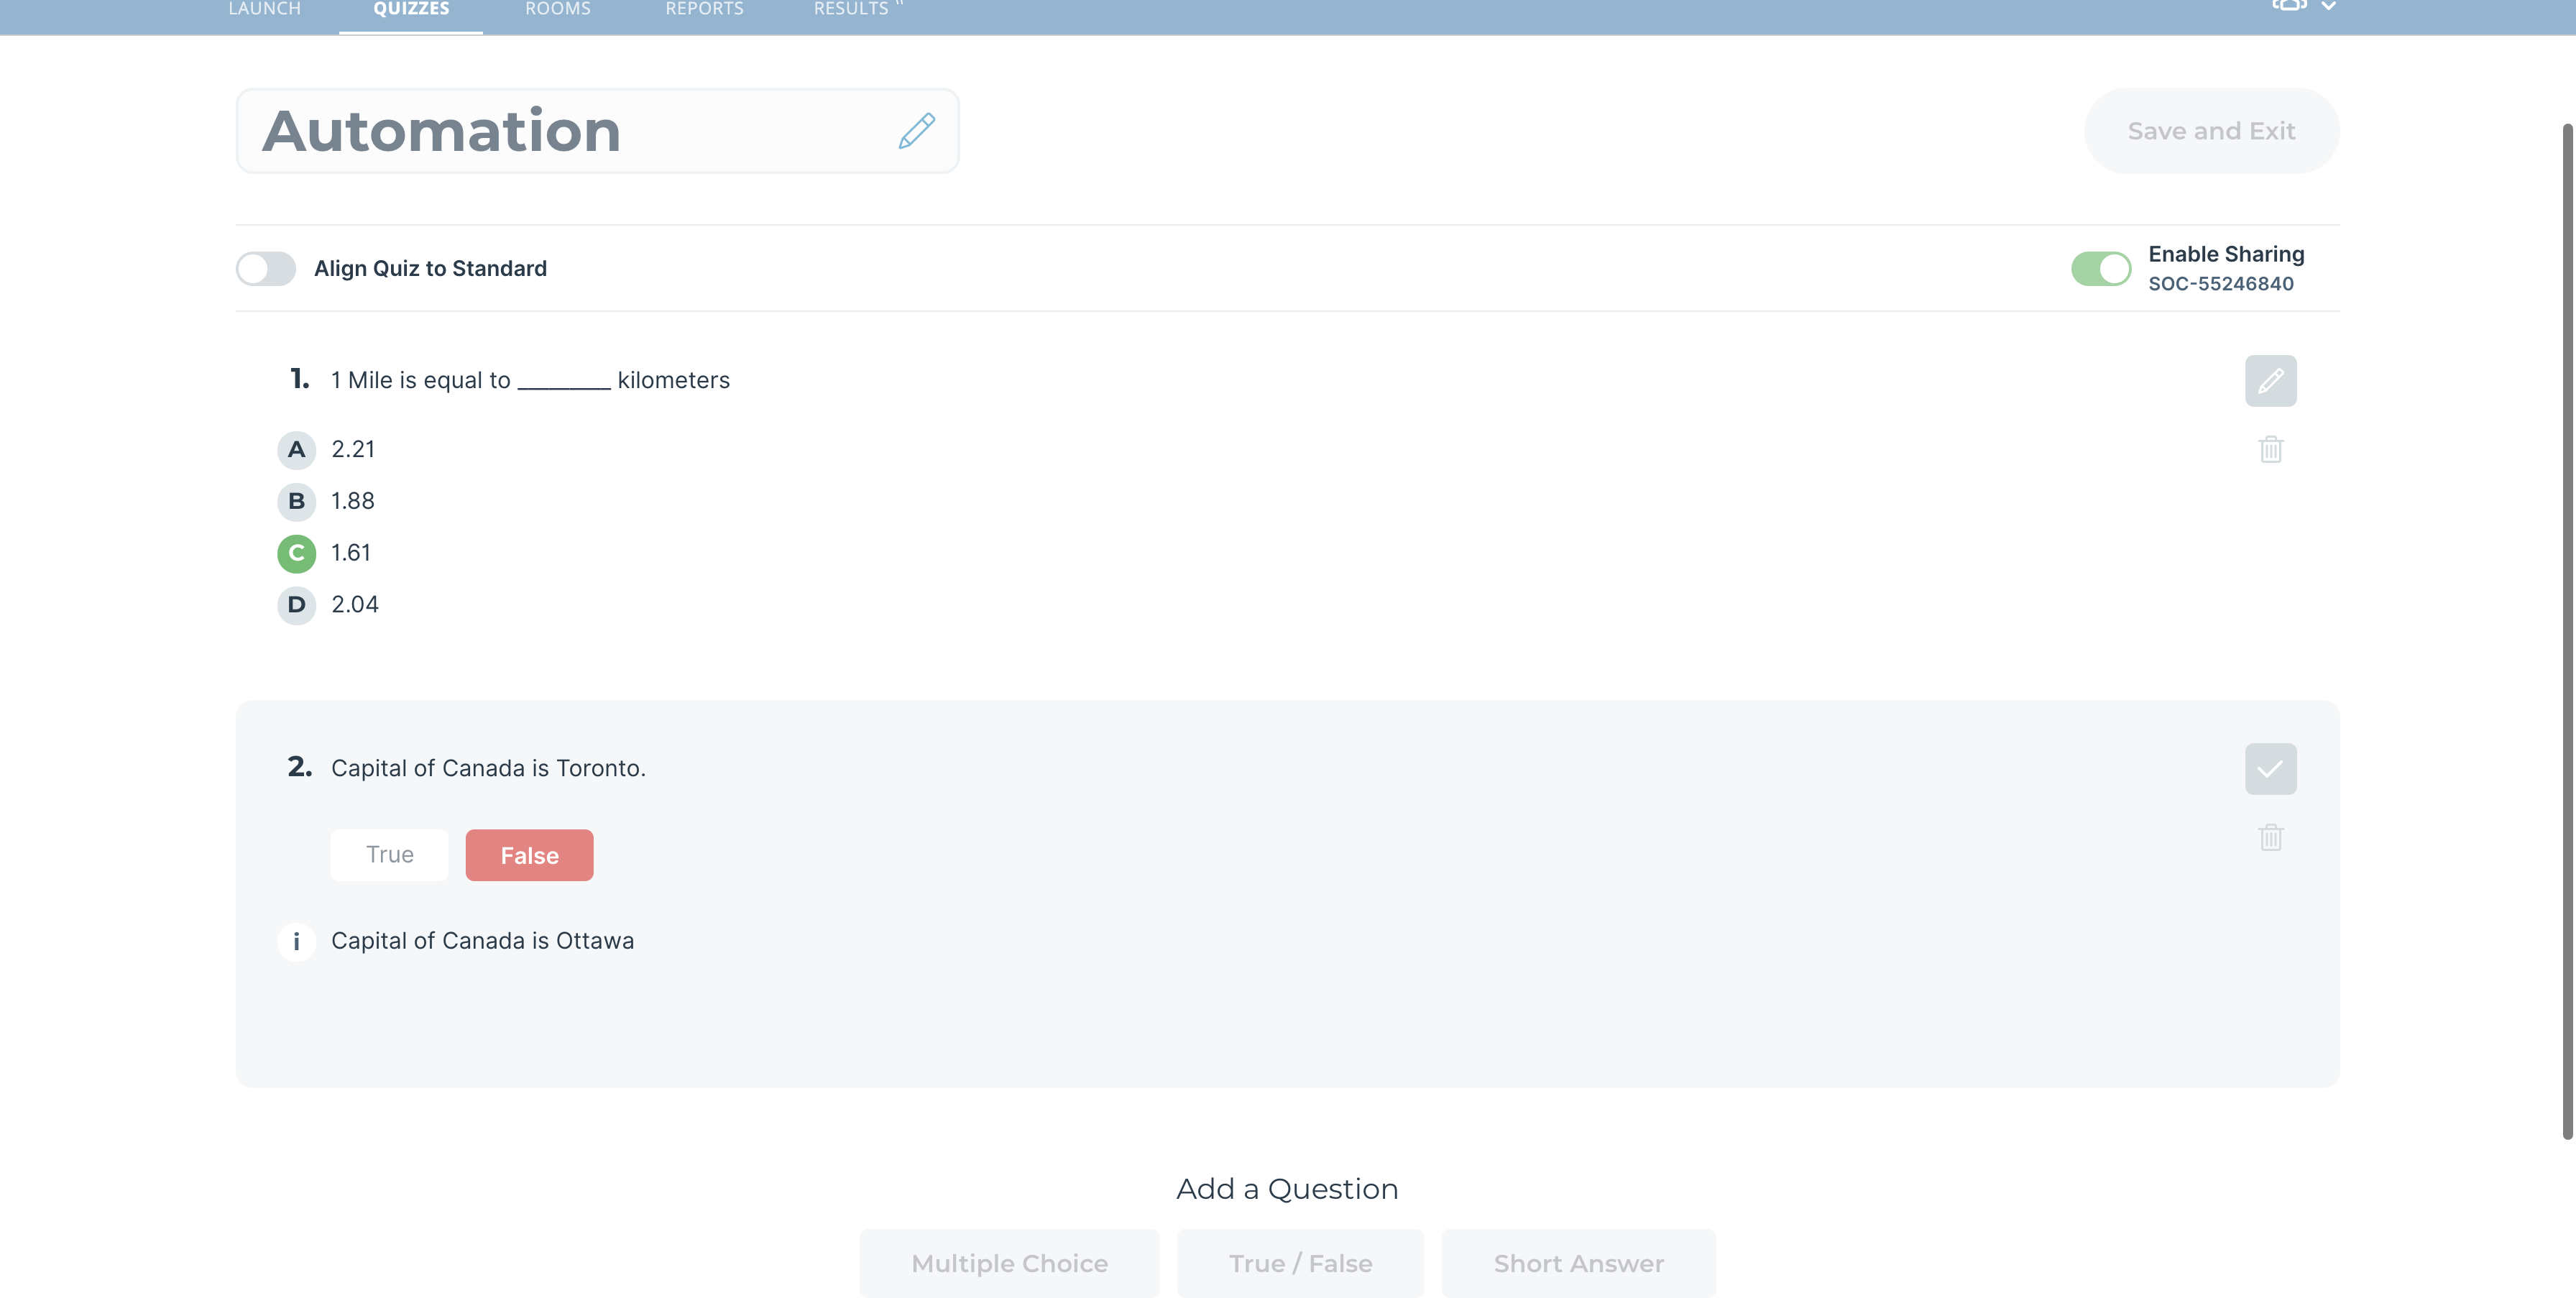 LAUNCH QUIZZES ROOMS REPORTS RESULTS
Automation
Save and Exit
Align Quiz to Standard
Enable Sharing
SOC-55246840
1. 1 Mile is equal to ________ kilometers
A 2.21
B 1.88
C 1.61
D 2.04
2. Capital of Canada is Toronto.
True False
i Capital of Canada is Ottawa
Add a Question
Multiple Choice True / False Short Answer